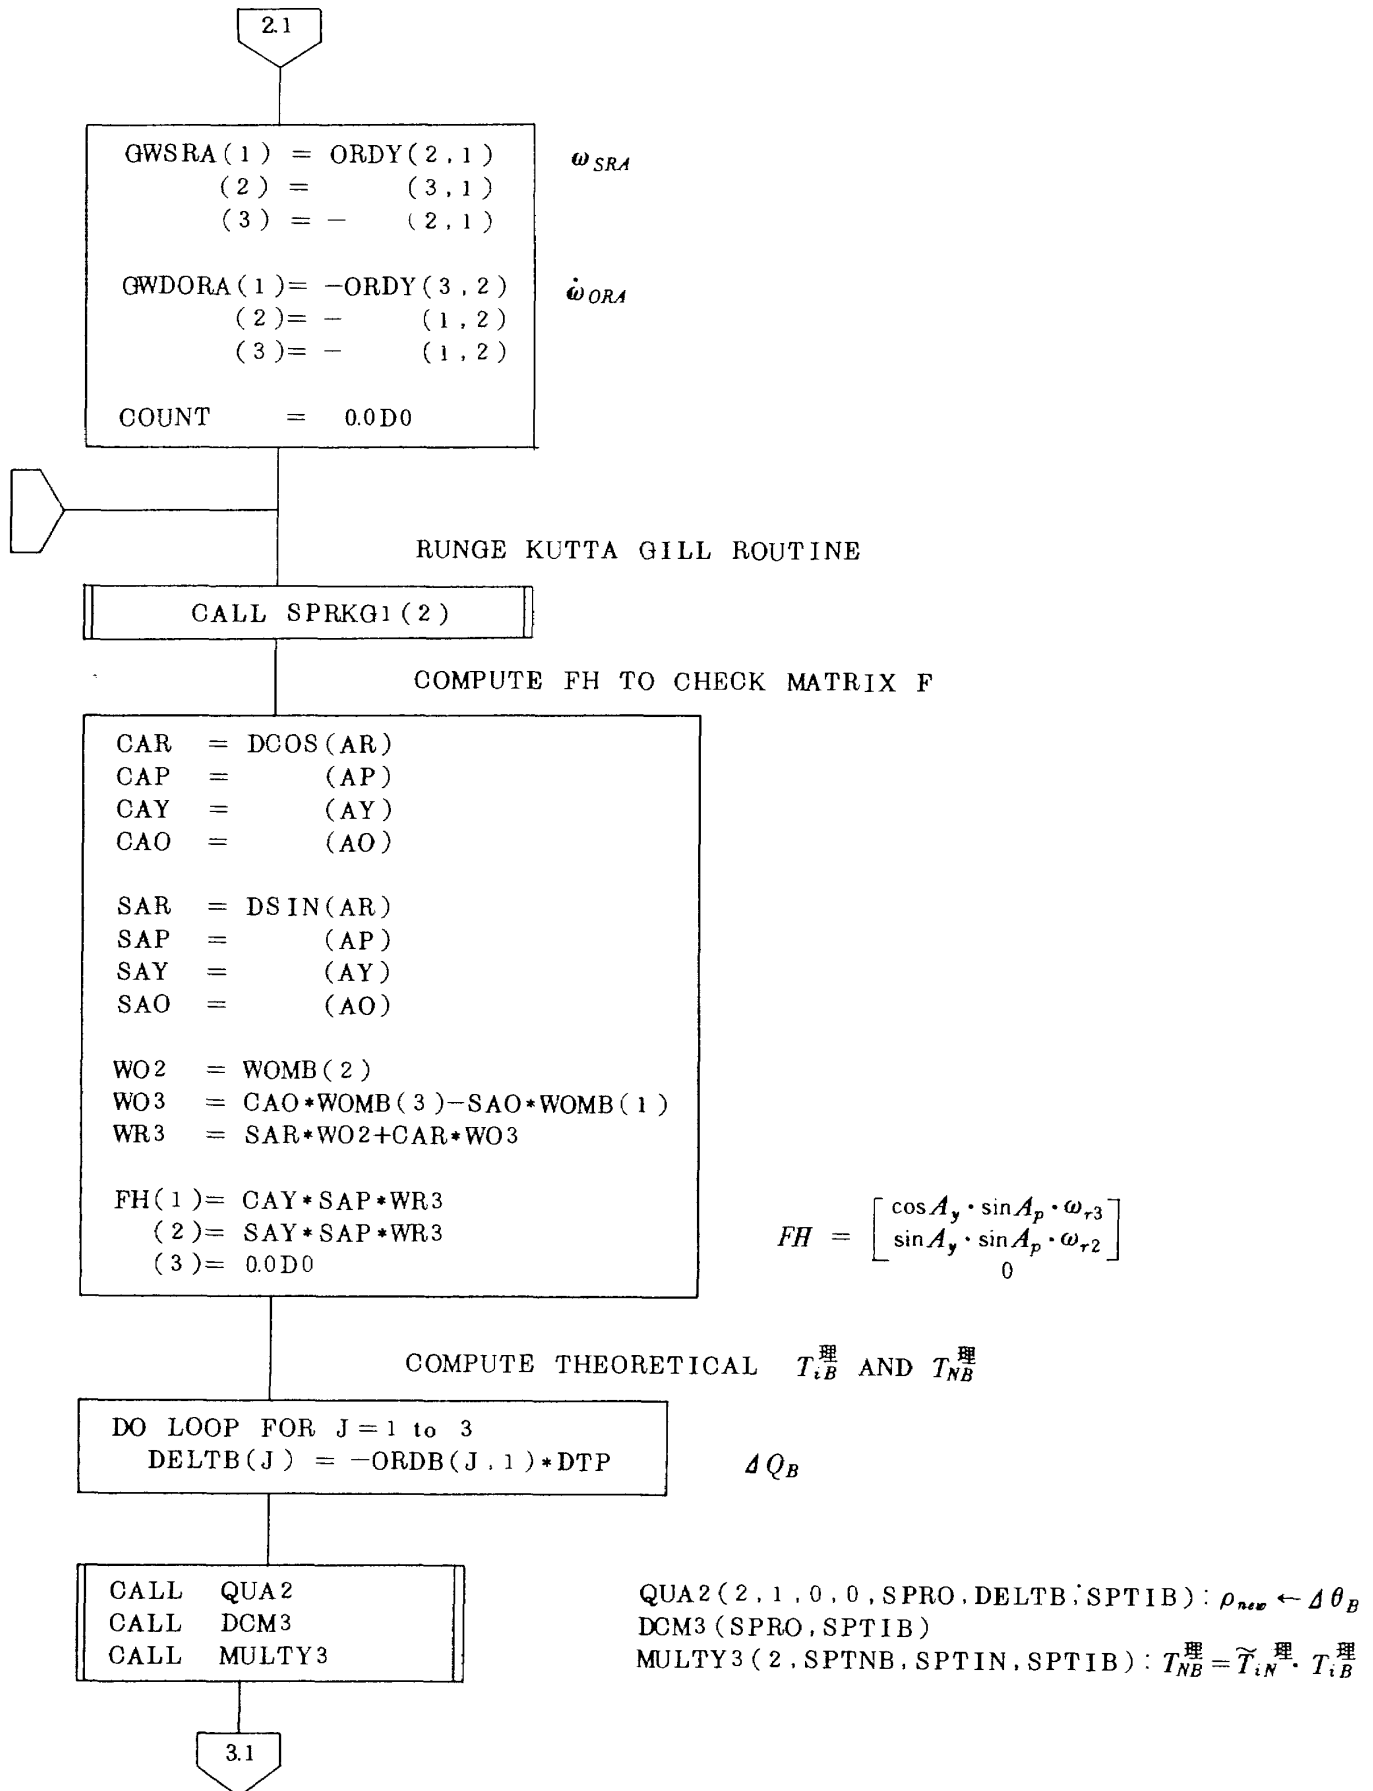 2.1
GWSRA(1) = ORDY(2,1) ω_SRA
(2) = (3,1)
(3) = − (2,1)
GWDORA(1)= −ORDY(3,2) ω̇_ORA
(2)= − (1,2)
(3)= − (1,2)
COUNT = 0.0D0
RUNGE KUTTA GILL ROUTINE
CALL SPRKG1(2)
COMPUTE FH TO CHECK MATRIX F
CAR = DCOS(AR)
CAP = (AP)
CAY = (AY)
CAO = (AO)
SAR = DSIN(AR)
SAP = (AP)
SAY = (AY)
SAO = (AO)
WO2 = WOMB(2)
WO3 = CAO*WOMB(3)−SAO*WOMB(1)
WR3 = SAR*WO2+CAR*WO3
FH(1)= CAY*SAP*WR3
(2)= SAY*SAP*WR3
(3)= 0.0D0
FH = [cos A_y · sin A_p · ω_r3
sin A_y · sin A_p · ω_r2
0]
COMPUTE THEORETICAL T_iB^理 AND T_NB^理
DO LOOP FOR J=1 to 3
DELTB(J) = −ORDB(J,1)*DTP ΔQ_B
CALL QUA2 QUA2(2,1,0,0,SPRO,DELTB,SPTIB): ρ_new ← Δθ_B
CALL DCM3 DCM3(SPRO,SPTIB)
CALL MULTY3 MULTY3(2,SPTNB,SPTIN,SPTIB): T_NB^理 = T̃_iN^理 · T_iB^理
3.1